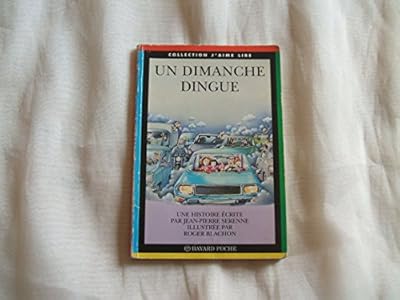 COLLECTION J'AIME LIRE
UN DIMANCHE
DINGUE
UNE HISTOIRE ÉCRITE
PAR JEAN-PIERRE SERENNE
ILLUSTRÉE PAR
ROGER BLACHON
BAYARD POCHE